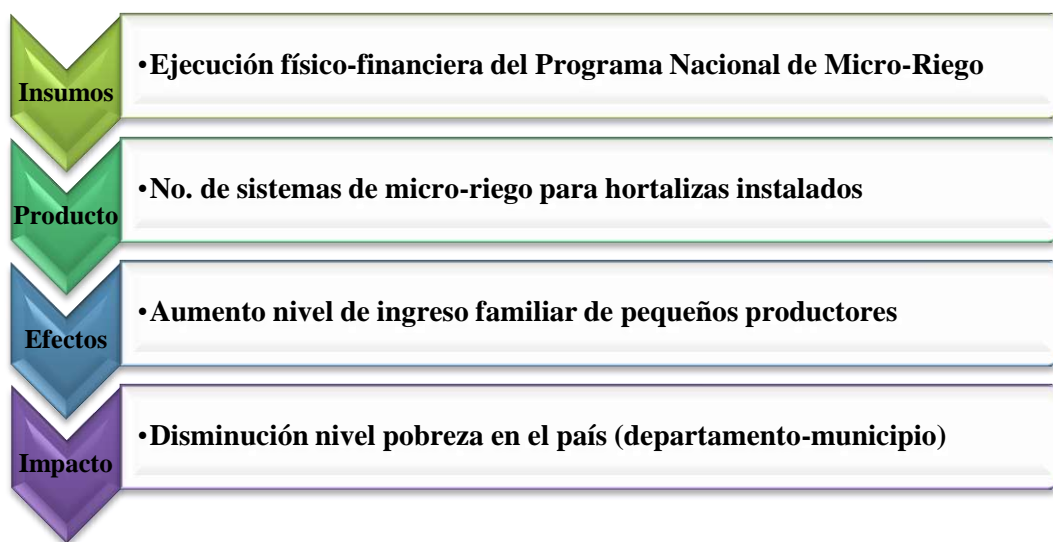 Insumos
•Ejecución físico-financiera del Programa Nacional de Micro-Riego
Producto
•No. de sistemas de micro-riego para hortalizas instalados
Efectos
•Aumento nivel de ingreso familiar de pequeños productores
Impacto
•Disminución nivel pobreza en el país (departamento-municipio)